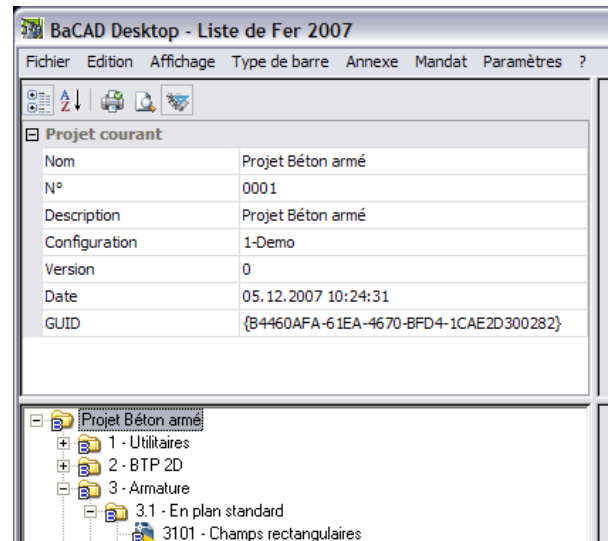 BaCAD Desktop - Liste de Fer 2007
Fichier Edition Affichage Type de barre Annexe Mandat Paramètres ?
Projet courant
Nom Projet Béton armé
N° 0001
Description Projet Béton armé
Configuration 1-Demo
Version 0
Date 05.12.2007 10:24:31
GUID {B4460AFA-61EA-4670-BFD4-1CAE2D300282}
Projet Béton armé
1 - Utilitaires
2 - BTP 2D
3 - Armature
3.1 - En plan standard
3101 - Champs rectangulaires